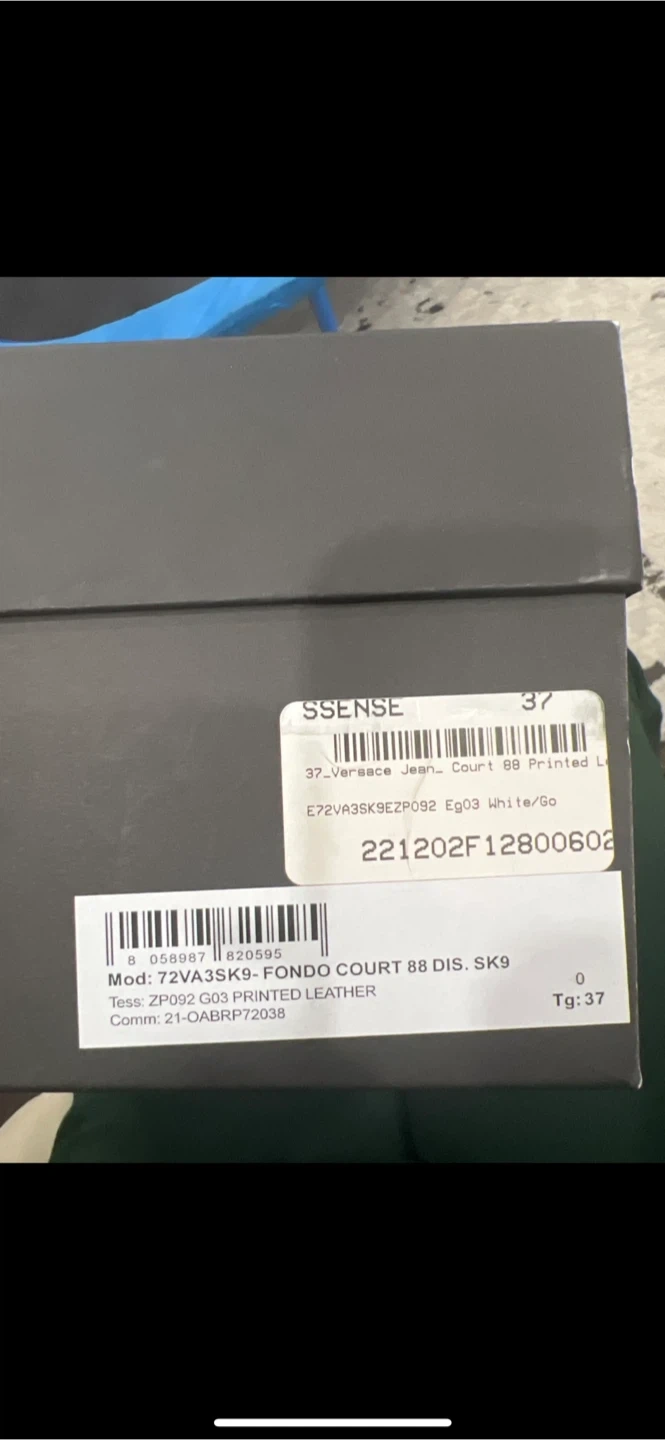 SSENSE 37
37_Versace Jean_ Court 88 Printed L
E72VA3SK9EZP092 Eg03 White/Go
221202F12800602
8 058987 820595
Mod: 72VA3SK9- FONDO COURT 88 DIS. SK9
Tess: ZP092 G03 PRINTED LEATHER
Comm: 21-OABRP72038
0
Tg: 37